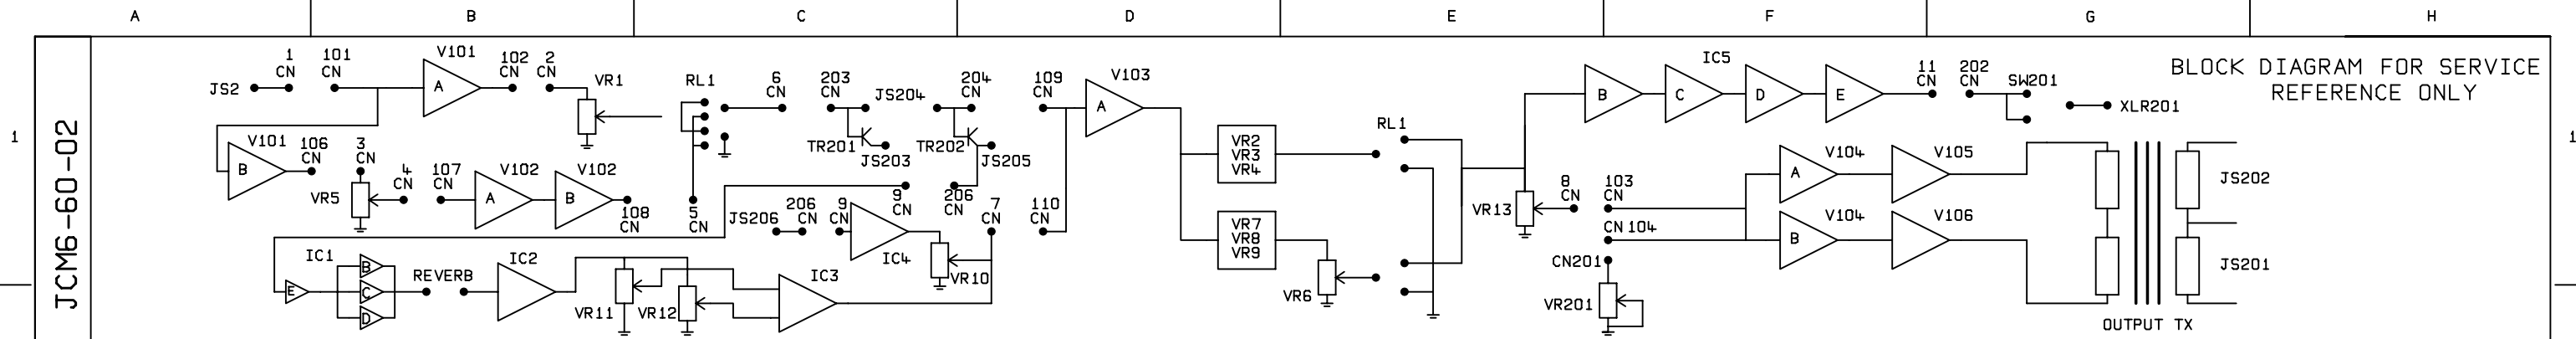 A B C D E F G H
1 1
JCM6-60-02
BLOCK DIAGRAM FOR SERVICE
REFERENCE ONLY
JS2
1
CN
101
CN
V101
A
102
CN
2
CN
VR1
RL1
6
CN
203
CN
JS204
204
CN
109
CN
V103
A
TR201
JS203
TR202
JS205
V101
B
106
CN
3
CN
VR5
4
CN
107
CN
V102
A
V102
B
108
CN
5
CN
JS206
206
CN
9
CN
9
CN
206
CN
7
CN
110
CN
IC4
VR10
IC1
E
B
C
D
REVERB
IC2
VR11
VR12
IC3
VR2
VR3
VR4
VR7
VR8
VR9
RL1
VR6
IC5
B
C
D
E
11
CN
202
CN
SW201
XLR201
VR13
8
CN
103
CN
CN 104
CN201
VR201
V104
A
V105
V104
B
V106
JS202
JS201
OUTPUT TX